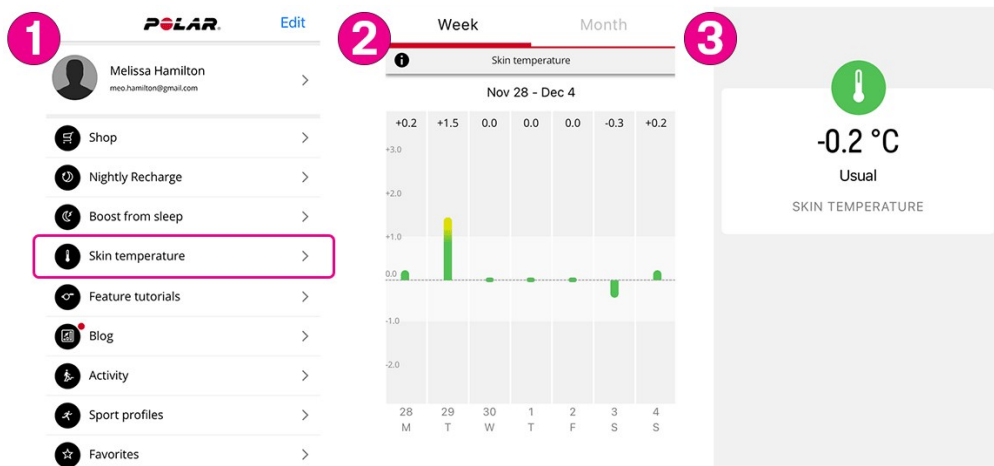 1
POLAR.
Edit
Melissa Hamilton
meo.hamilton@gmail.com
Shop
Nightly Recharge
Boost from sleep
Skin temperature
Feature tutorials
Blog
Activity
Sport profiles
Favorites
2
Week Month
Skin temperature
Nov 28 - Dec 4
+0.2 +1.5 0.0 0.0 0.0 -0.3 +0.2
+3.0
+2.0
+1.0
0.0
-1.0
-2.0
28 29 30 1 2 3 4
M T W T F S S
3
-0.2 °C
Usual
SKIN TEMPERATURE